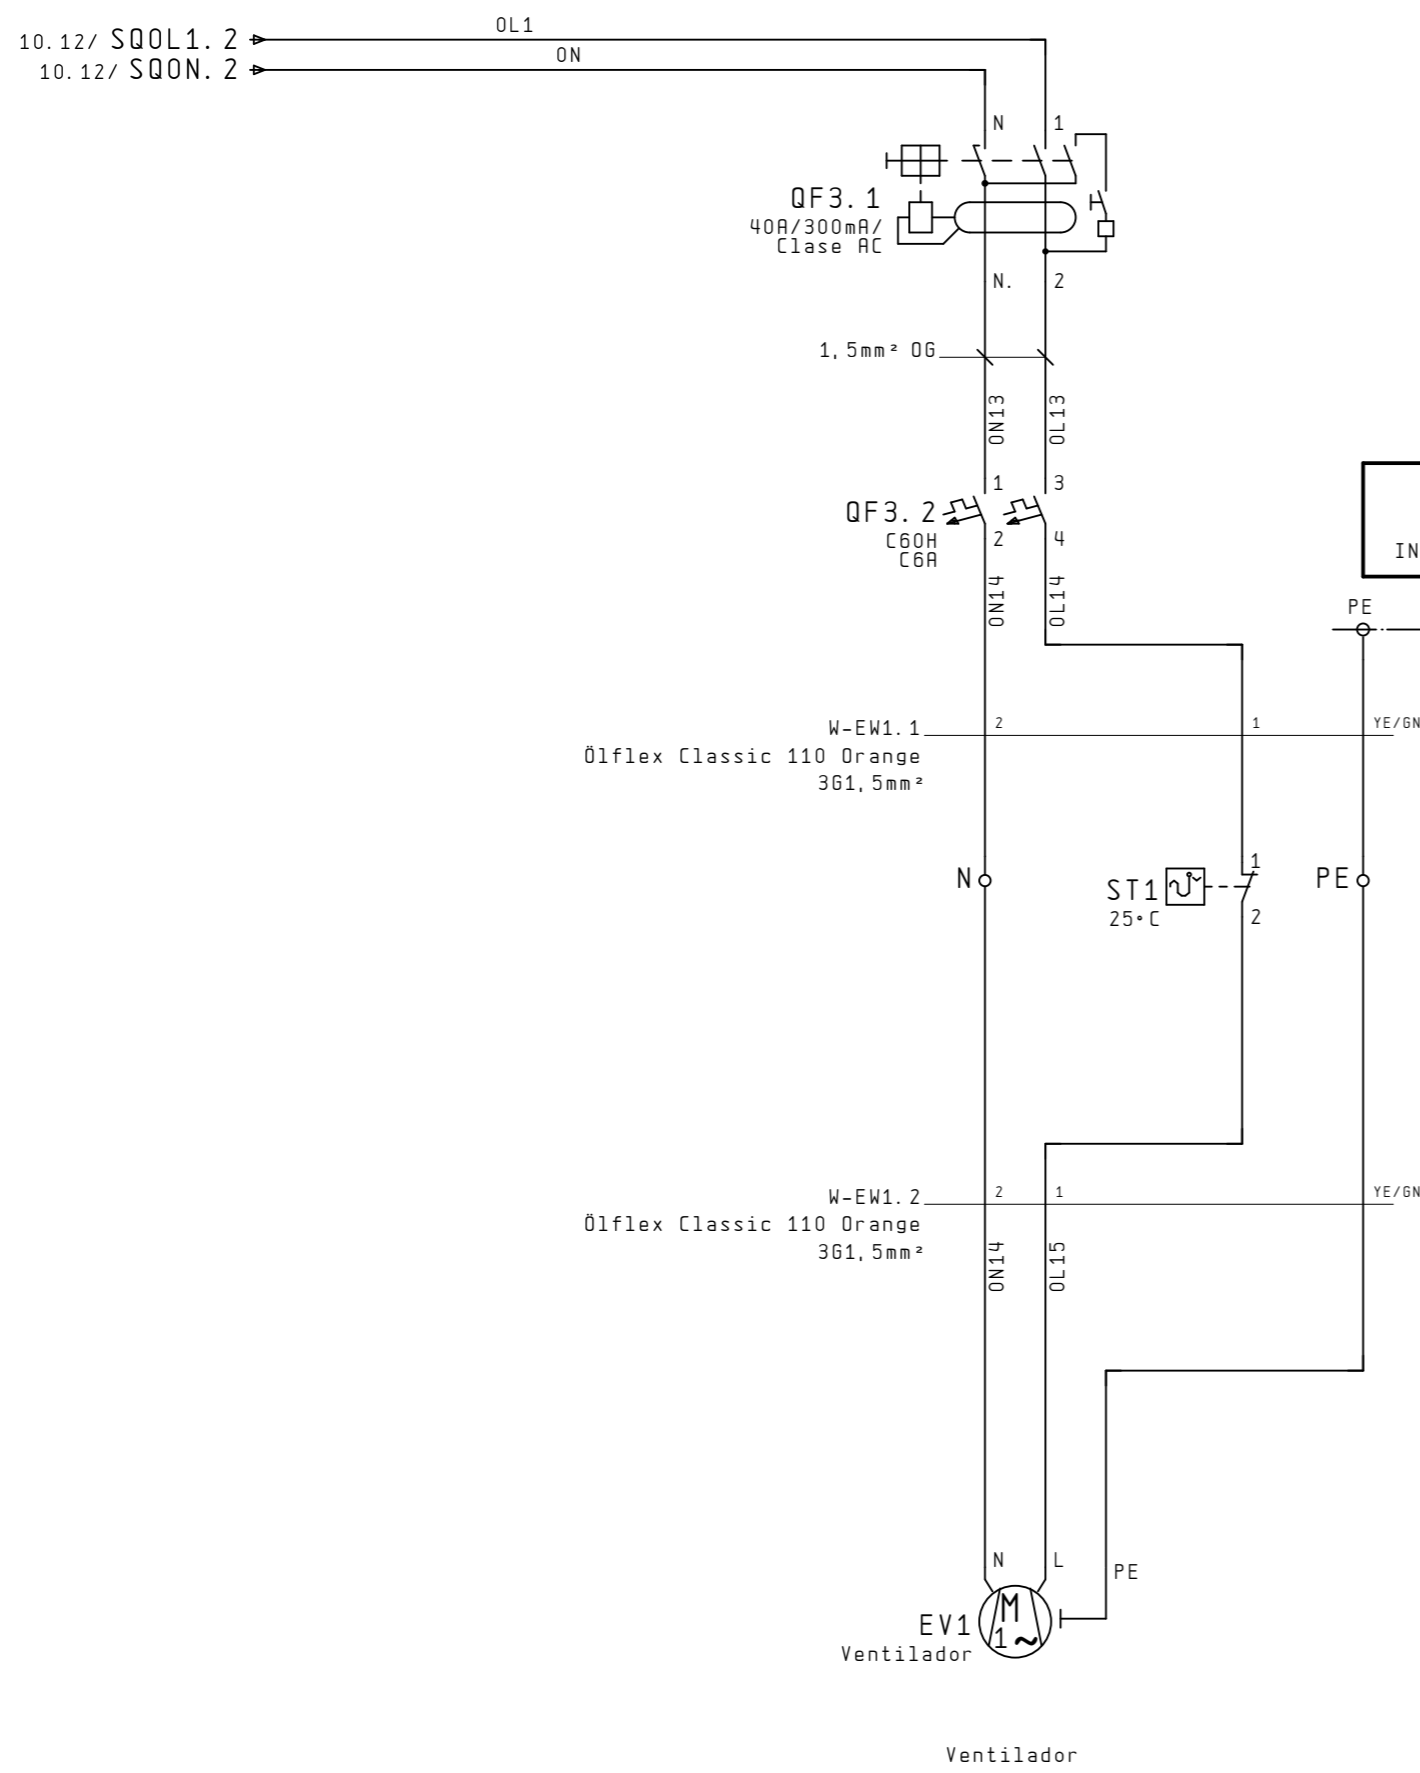 OL1
10.12/ SQOL1.2
ON
10.12/ SQON.2
N 1
QF3.1
40A/300mA/
Clase AC
N. 2
1,5mm² OG
ON13 OL13
1 3
QF3.2
C60H
C6A
2 4
IN
ON14 OL14
PE
W-EW1.1 2 1 YE/GN
Ölflex Classic 110 Orange
3G1,5mm²
N
ST1
25°C
1
2
PE
W-EW1.2 2 1 YE/GN
Ölflex Classic 110 Orange
3G1,5mm²
ON14 OL15
N L PE
M
1~
EV1
Ventilador
Ventilador